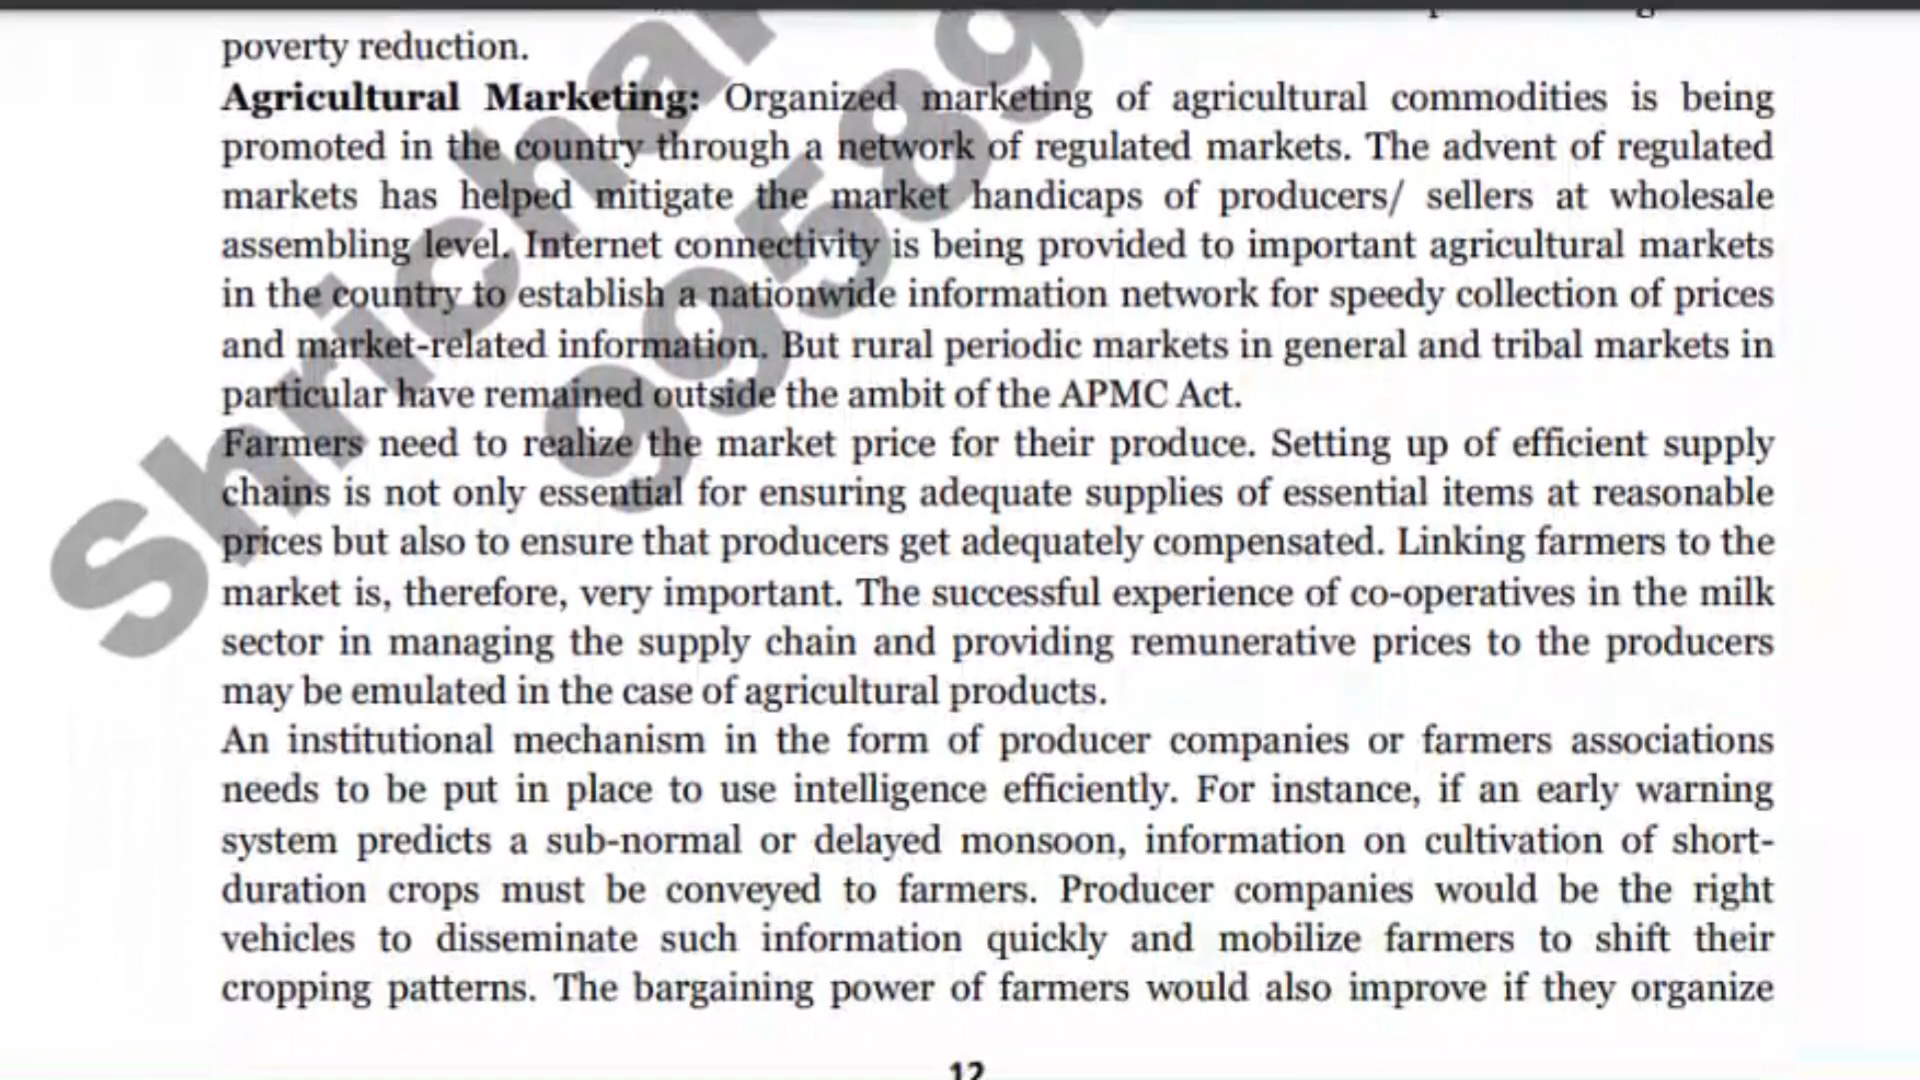 poverty reduction.
Agricultural Marketing: Organized marketing of agricultural commodities is being
promoted in the country through a network of regulated markets. The advent of regulated
markets has helped mitigate the market handicaps of producers/ sellers at wholesale
assembling level. Internet connectivity is being provided to important agricultural markets
in the country to establish a nationwide information network for speedy collection of prices
and market-related information. But rural periodic markets in general and tribal markets in
particular have remained outside the ambit of the APMC Act.
Farmers need to realize the market price for their produce. Setting up of efficient supply
chains is not only essential for ensuring adequate supplies of essential items at reasonable
prices but also to ensure that producers get adequately compensated. Linking farmers to the
market is, therefore, very important. The successful experience of co-operatives in the milk
sector in managing the supply chain and providing remunerative prices to the producers
may be emulated in the case of agricultural products.
An institutional mechanism in the form of producer companies or farmers associations
needs to be put in place to use intelligence efficiently. For instance, if an early warning
system predicts a sub-normal or delayed monsoon, information on cultivation of short-
duration crops must be conveyed to farmers. Producer companies would be the right
vehicles to disseminate such information quickly and mobilize farmers to shift their
cropping patterns. The bargaining power of farmers would also improve if they organize
12